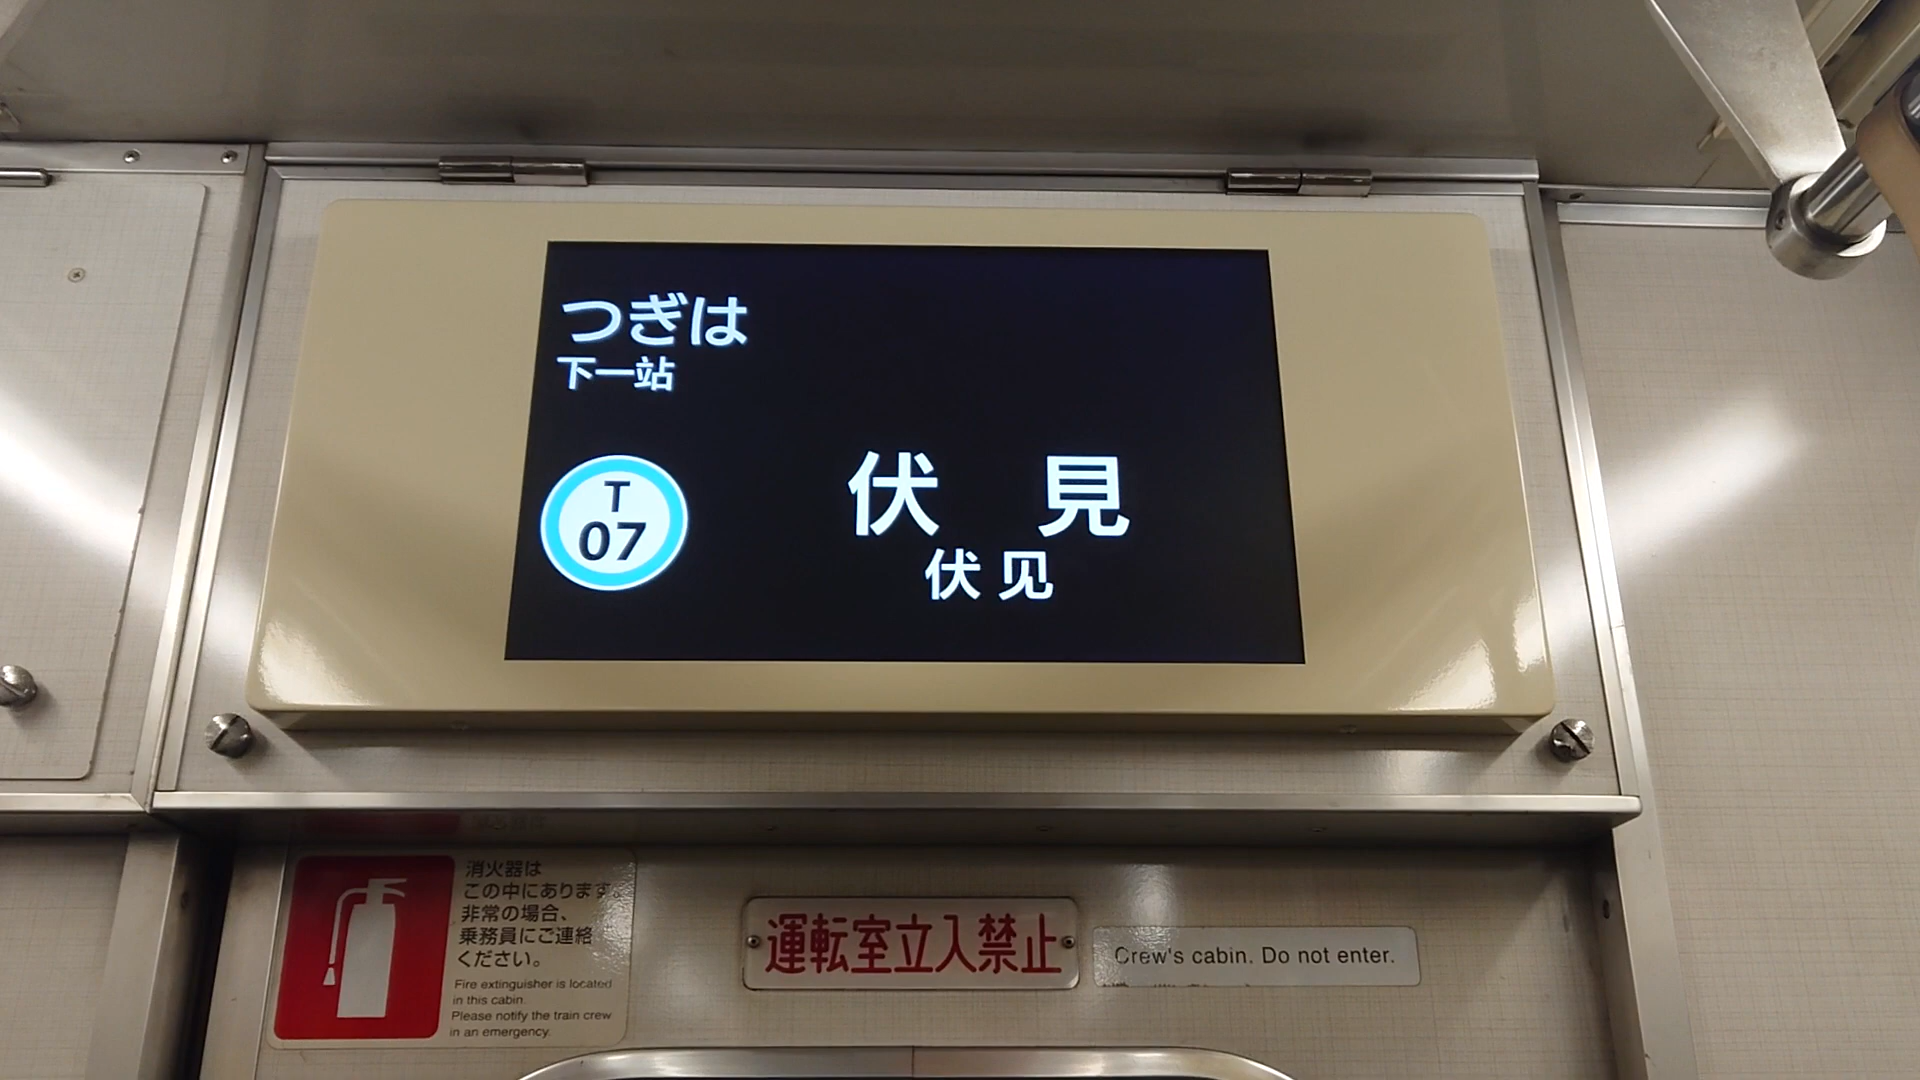 つぎは
下一站
T
07
伏見
伏见
消火器は
この中にあります。
非常の場合、
乗務員にご連絡
ください。
Fire extinguisher is located
in this cabin.
Please notify the train crew
in an emergency.
運転室立入禁止
Crew's cabin. Do not enter.